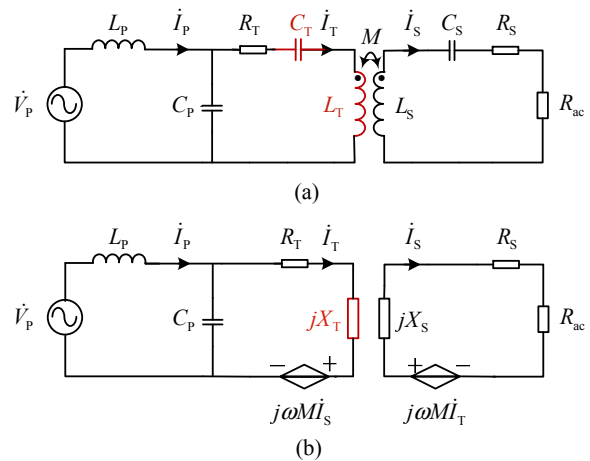 L_P İ_P R_T C_T İ_T M İ_S C_S R_S
V̇_P C_P L_T L_S R_ac
(a)
L_P İ_P R_T İ_T İ_S R_S
V̇_P C_P jX_T jX_S R_ac
− + + −
jωMİ_S jωMİ_T
(b)